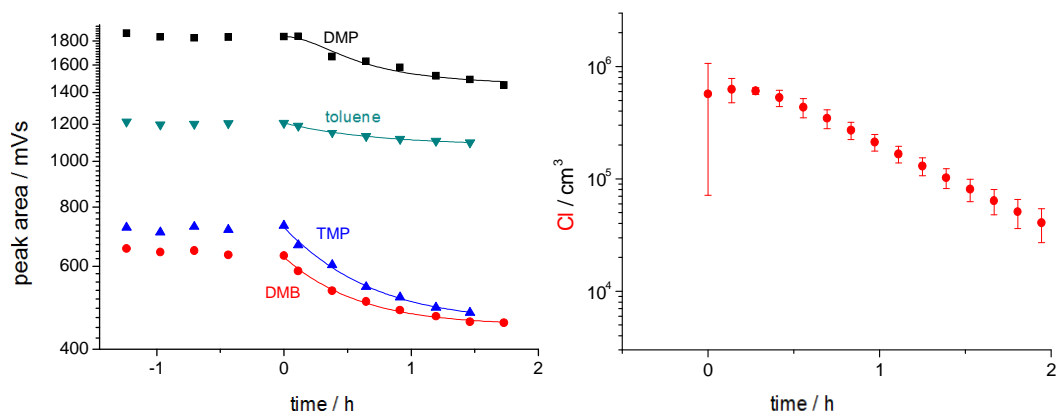 1800
1600
1400
1200
1000
800
600
400
peak area / mVs
DMP
toluene
TMP
DMB
-1
0
1
2
time / h
10⁶
10⁵
10⁴
Cl / cm³
0
1
2
time / h